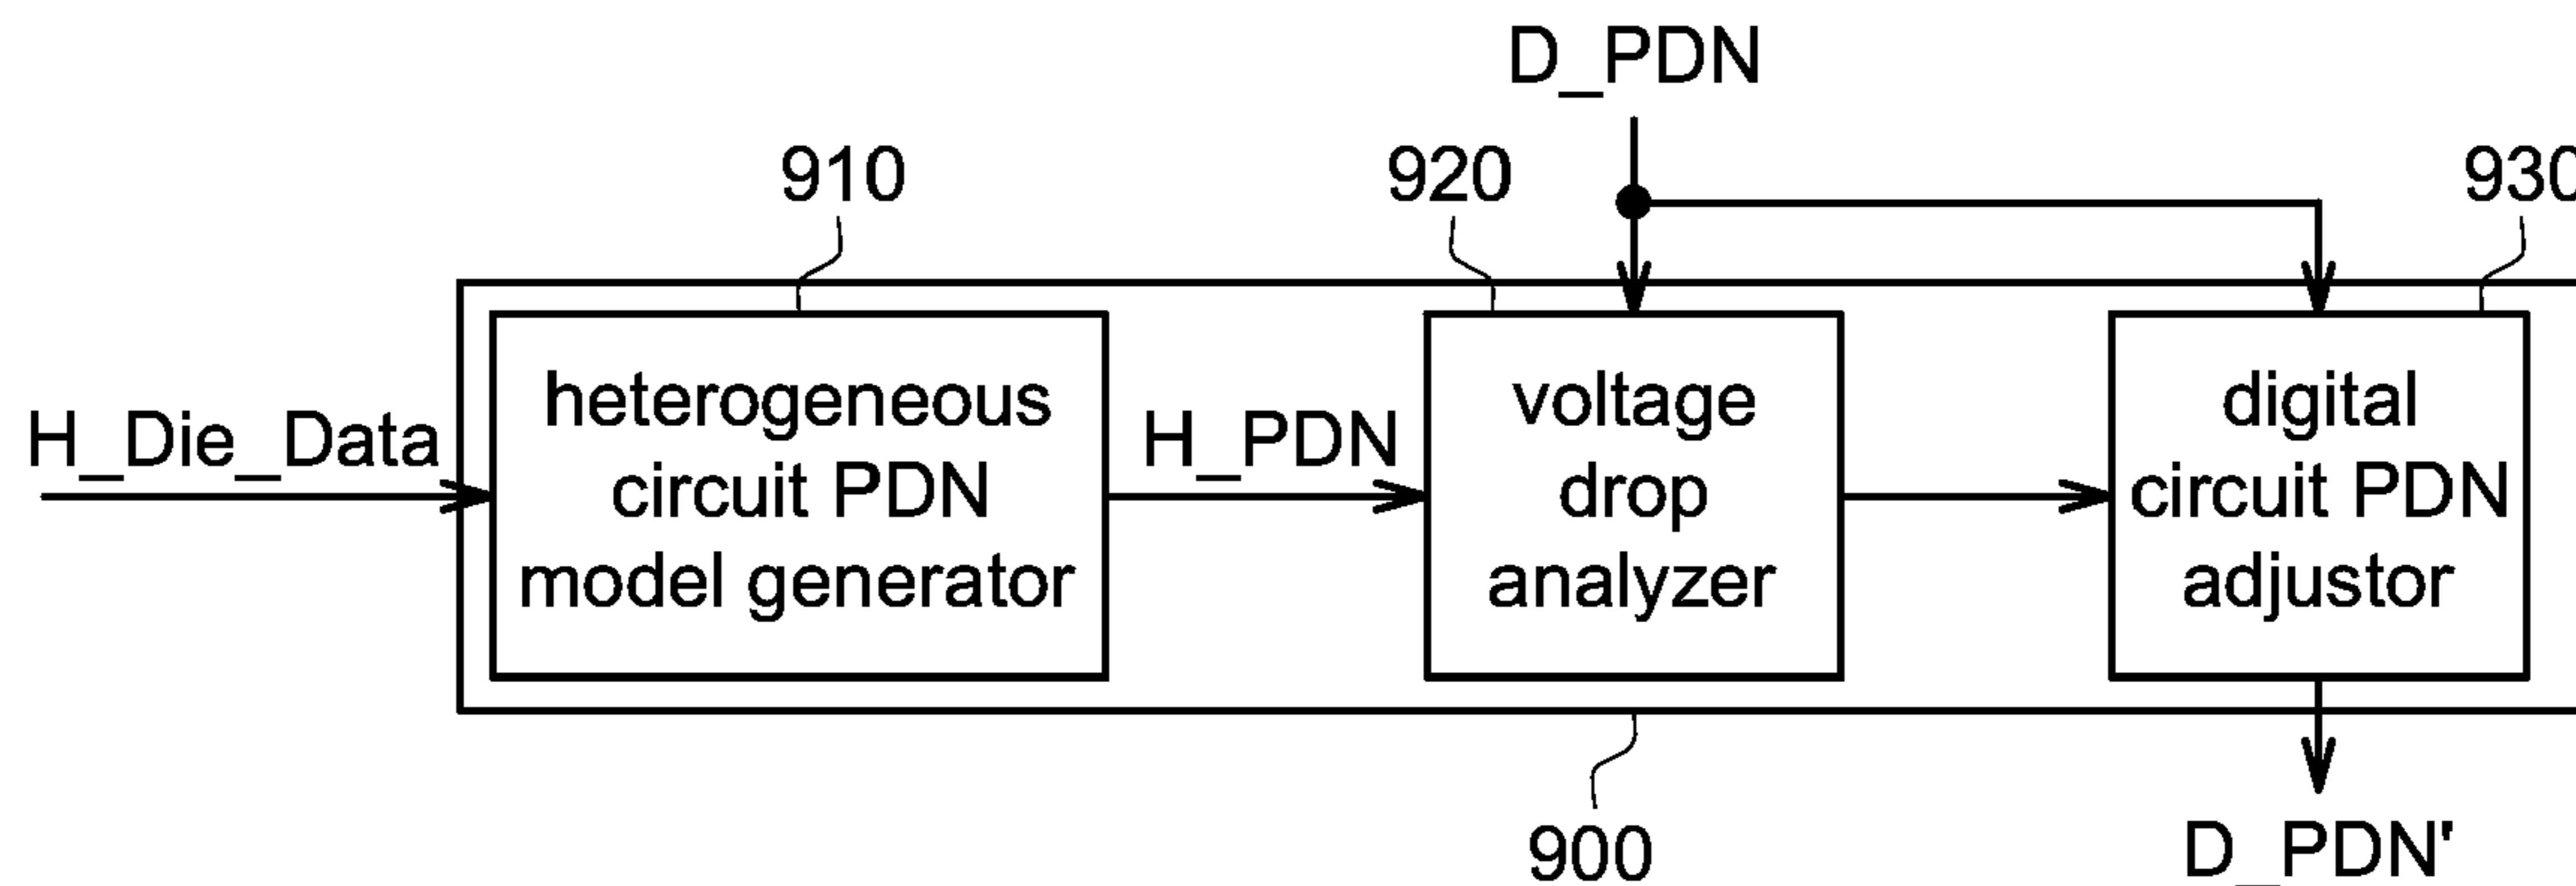 D_PDN
910
920
930
H_Die_Data
heterogeneous
circuit PDN
model generator
H_PDN
voltage
drop
analyzer
digital
circuit PDN
adjustor
900
D_PDN'